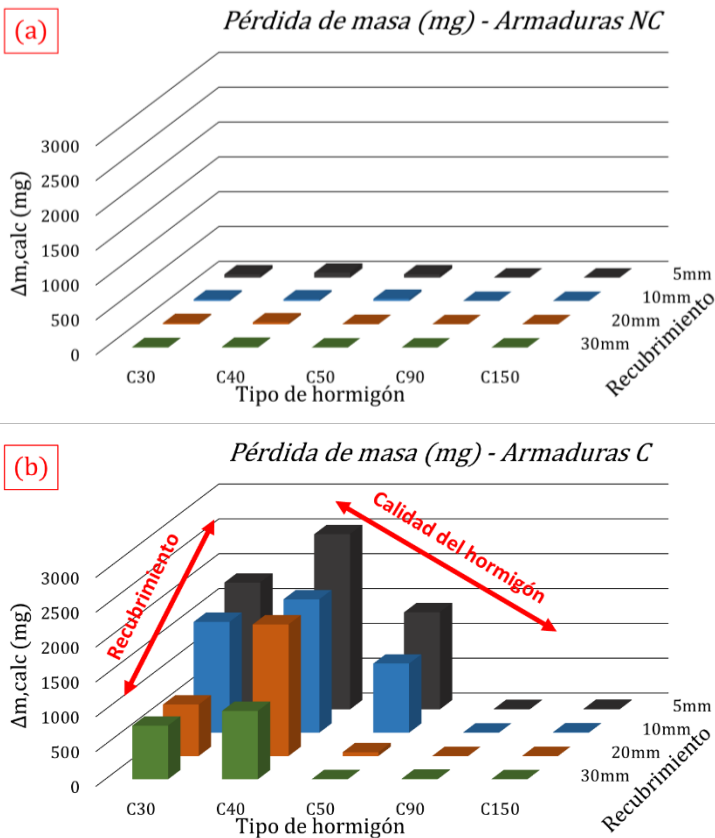 (a)
Pérdida de masa (mg) - Armaduras NC
3000
2500
2000
1500
1000
500
0
Δm,calc (mg)
5mm
10mm
20mm
30mm
Recubrimiento
C30 C40 C50 C90 C150
Tipo de hormigón
(b)
Pérdida de masa (mg) - Armaduras C
Calidad del hormigón
Recubrimiento
3000
2500
2000
1500
1000
500
0
Δm,calc (mg)
5mm
10mm
20mm
30mm
Recubrimiento
C30 C40 C50 C90 C150
Tipo de hormigón